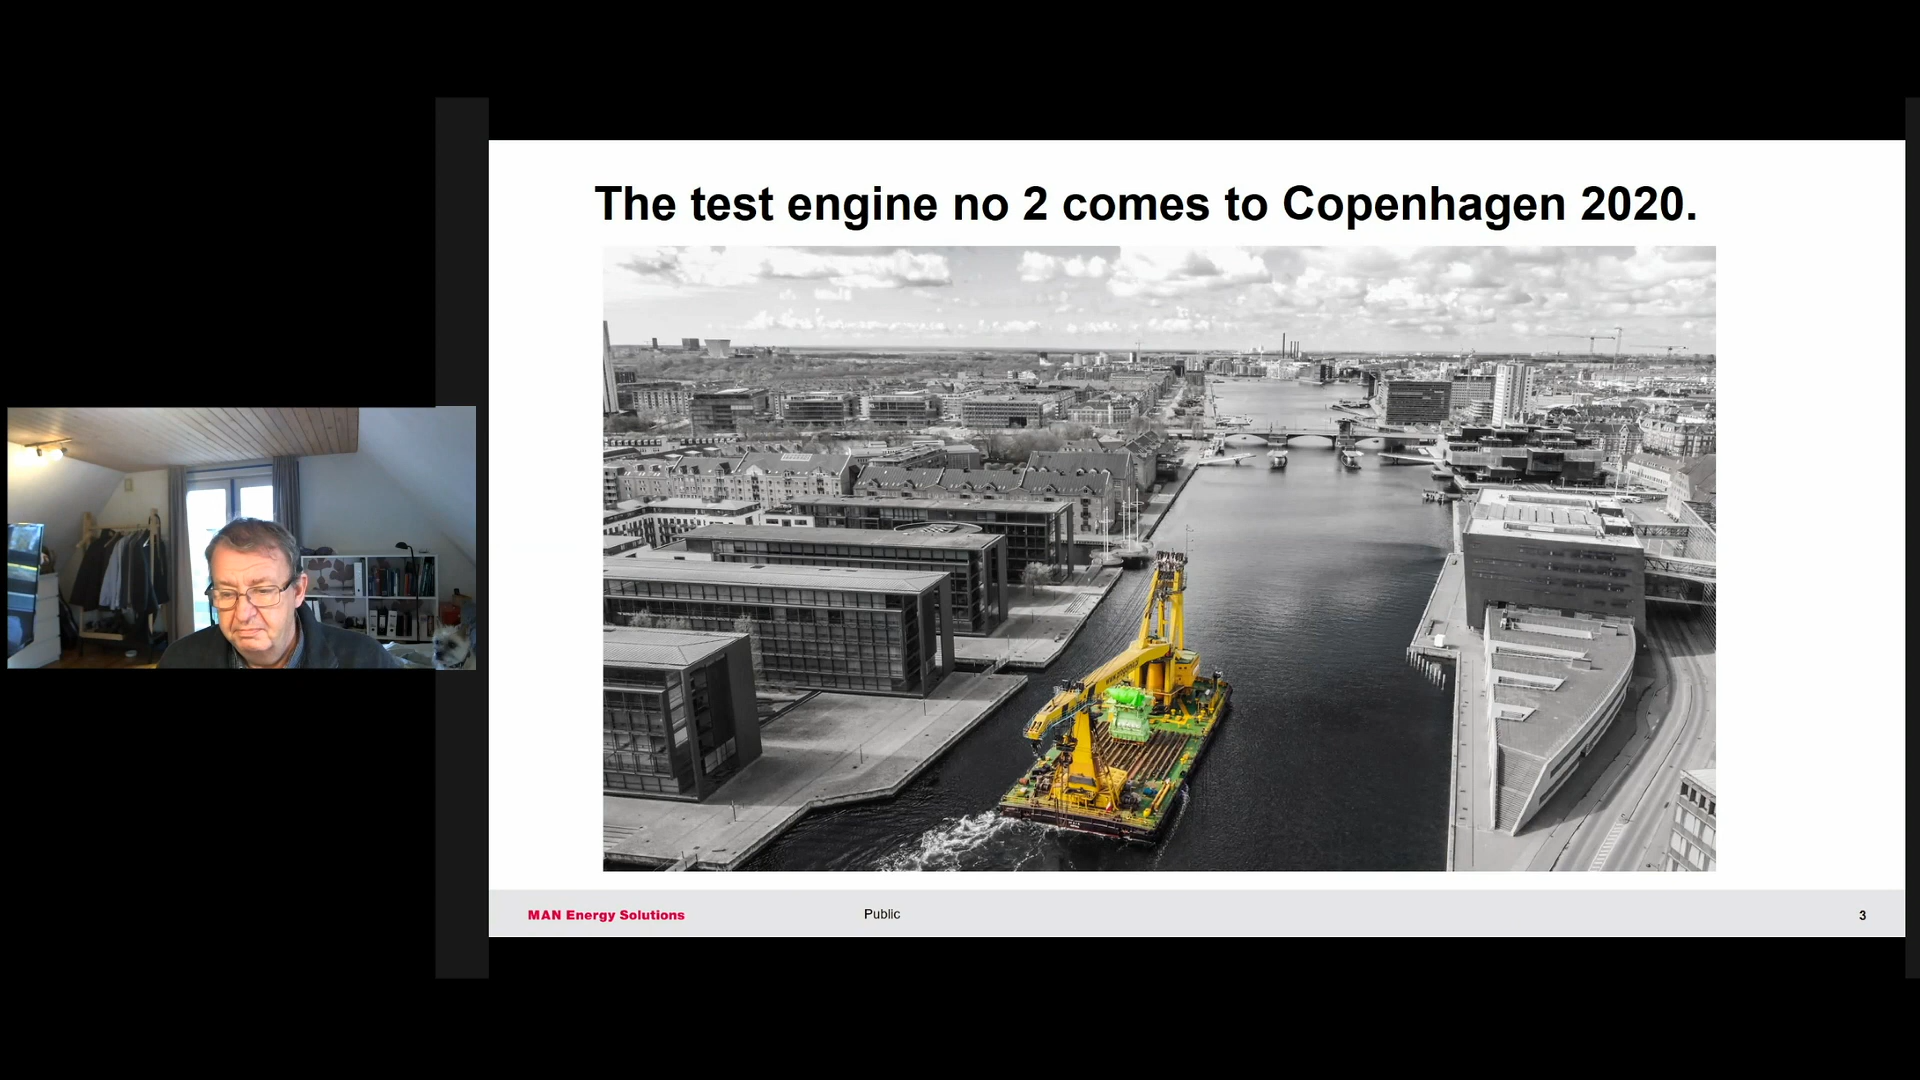 The test engine no 2 comes to Copenhagen 2020.
MAN Energy Solutions
Public
3